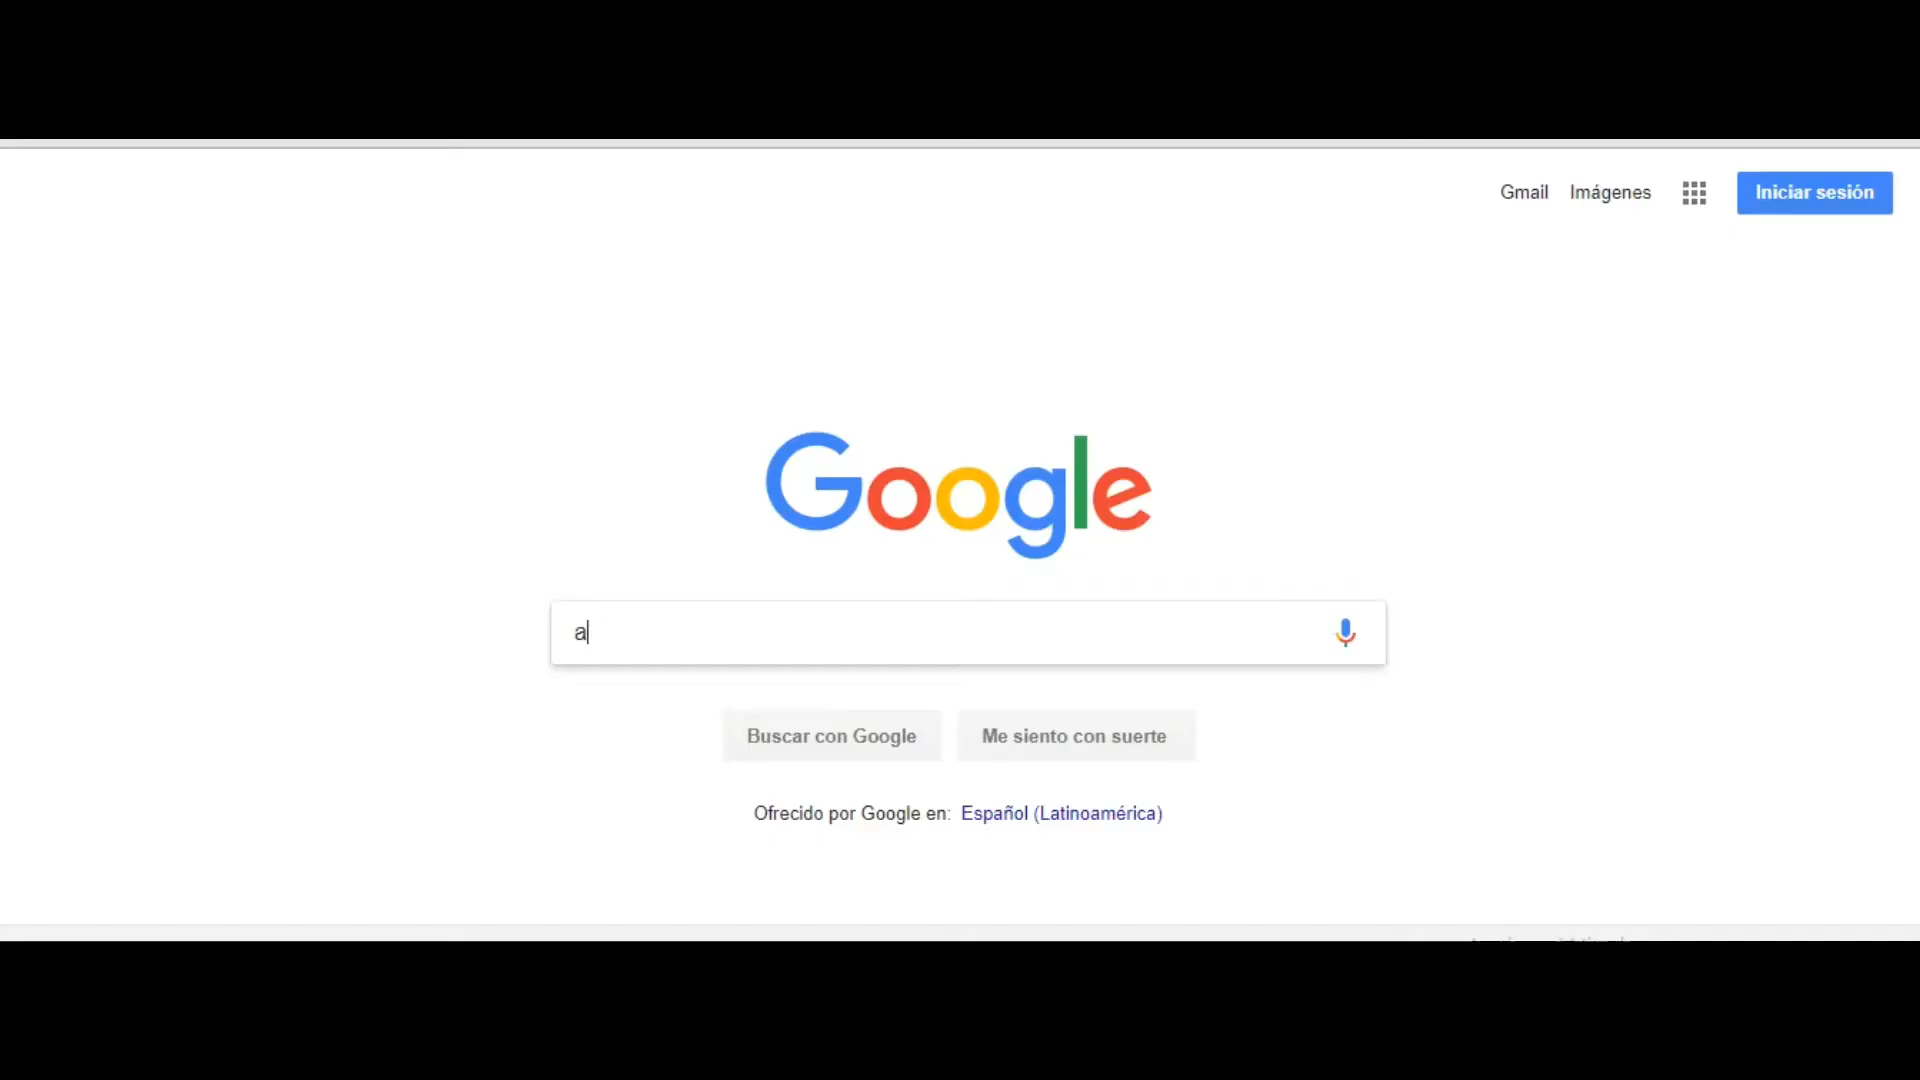 Gmail Imágenes Iniciar sesión
Google
a
Buscar con Google Me siento con suerte
Ofrecido por Google en: Español (Latinoamérica)